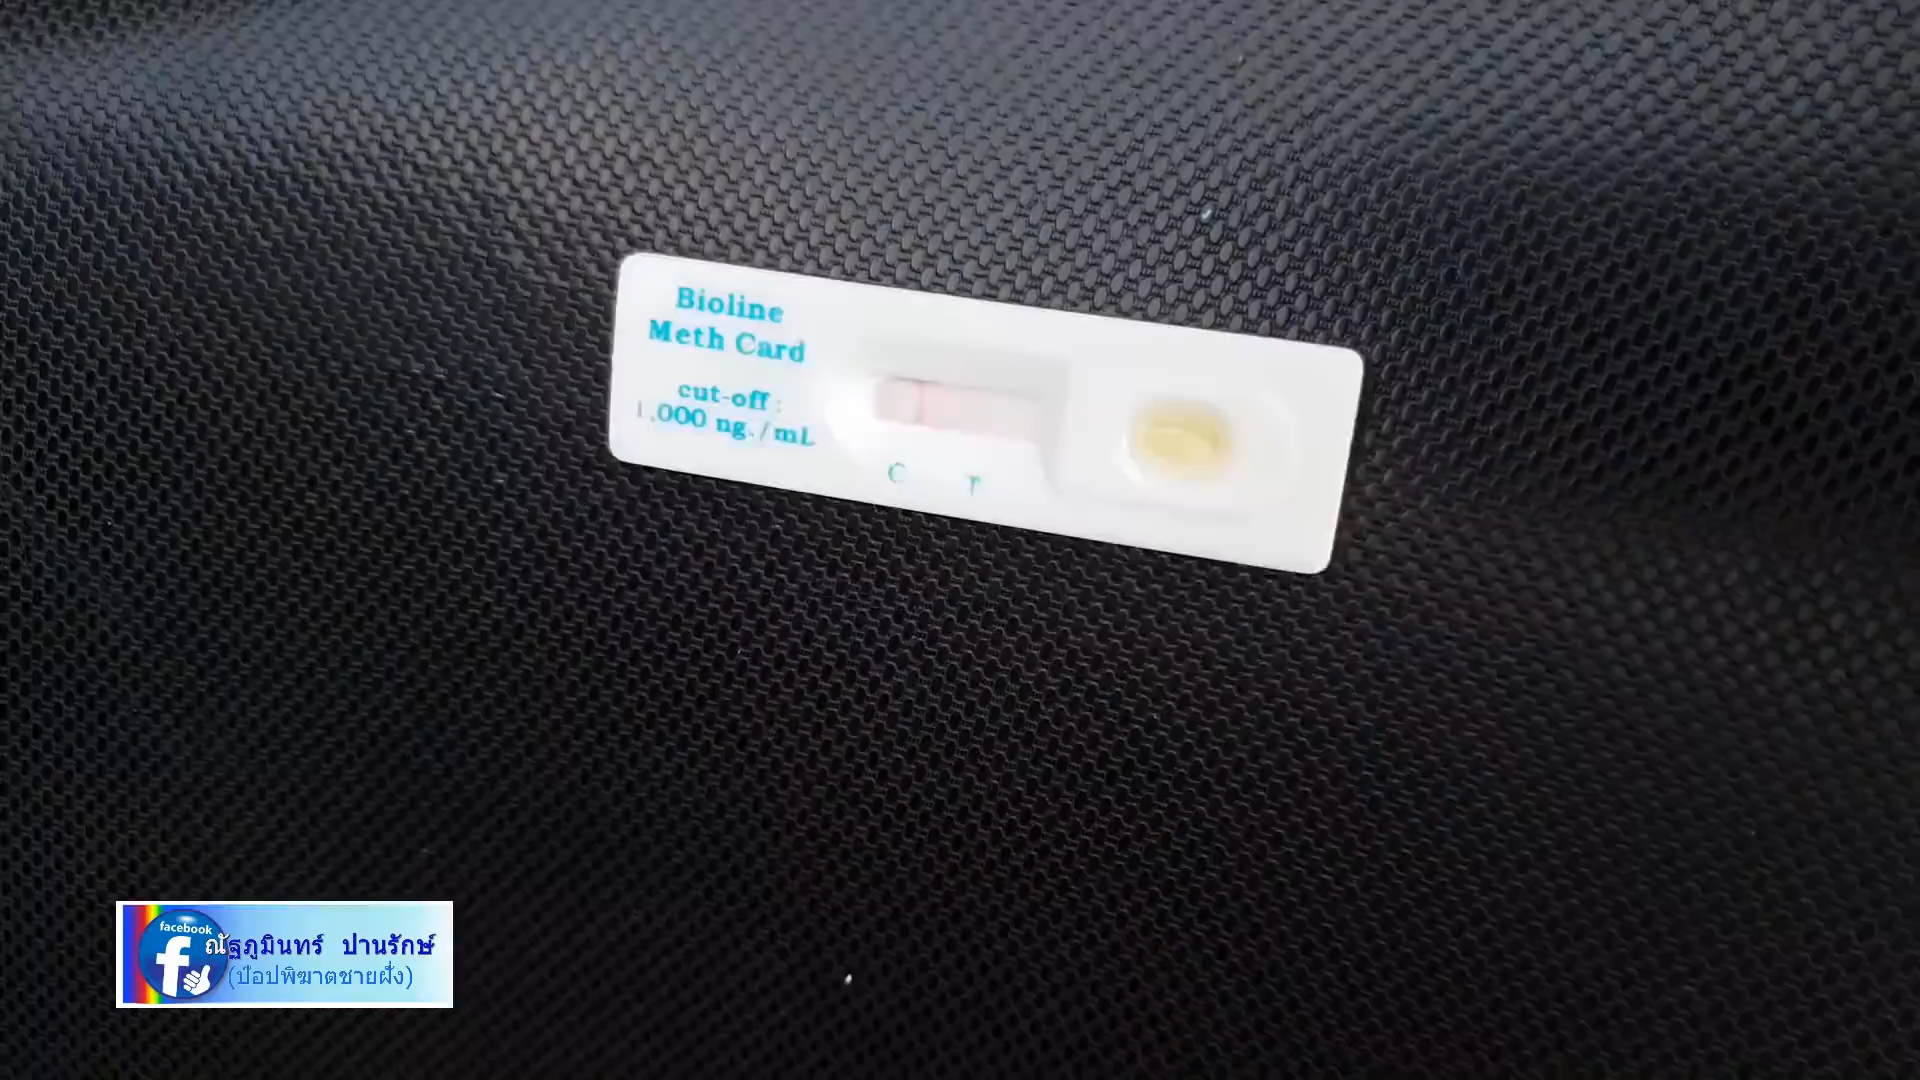 Bioline
Meth Card
cut-off :
1,000 ng./mL
C T
facebook
ณัฐภูมินทร์ ปานรักษ์
(ป๊อปพิฆาตชายฝั่ง)